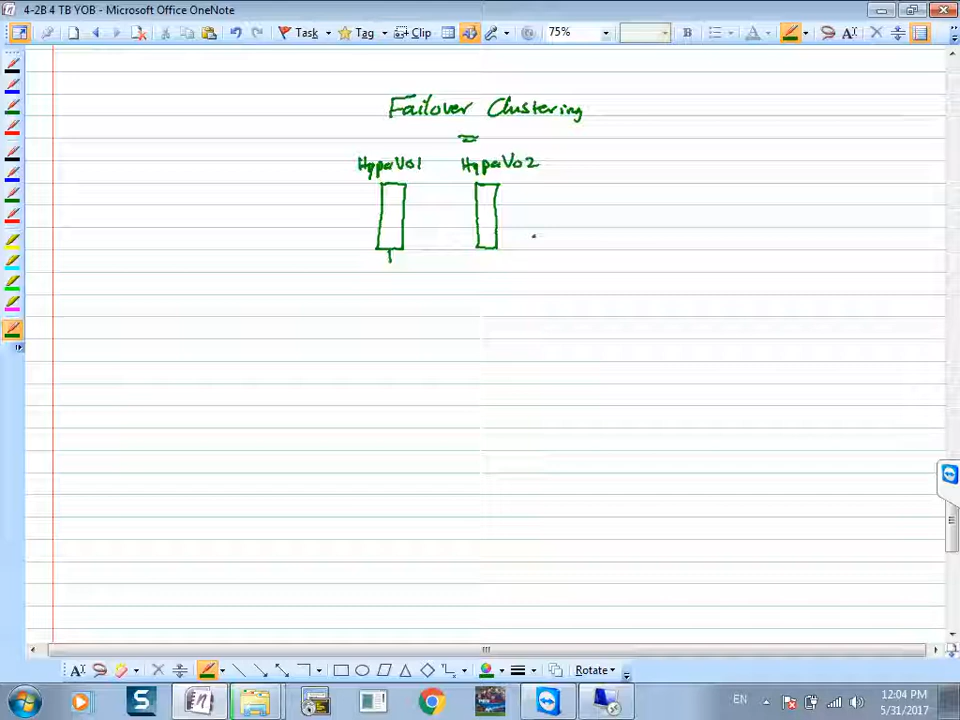 4-2B 4 TB YOB - Microsoft Office OneNote
Task Tag Clip 75% B A A
Failover Clustering
HyperV01 HyperV02
A Rotate
S EN 12:04 PM
5/31/2017